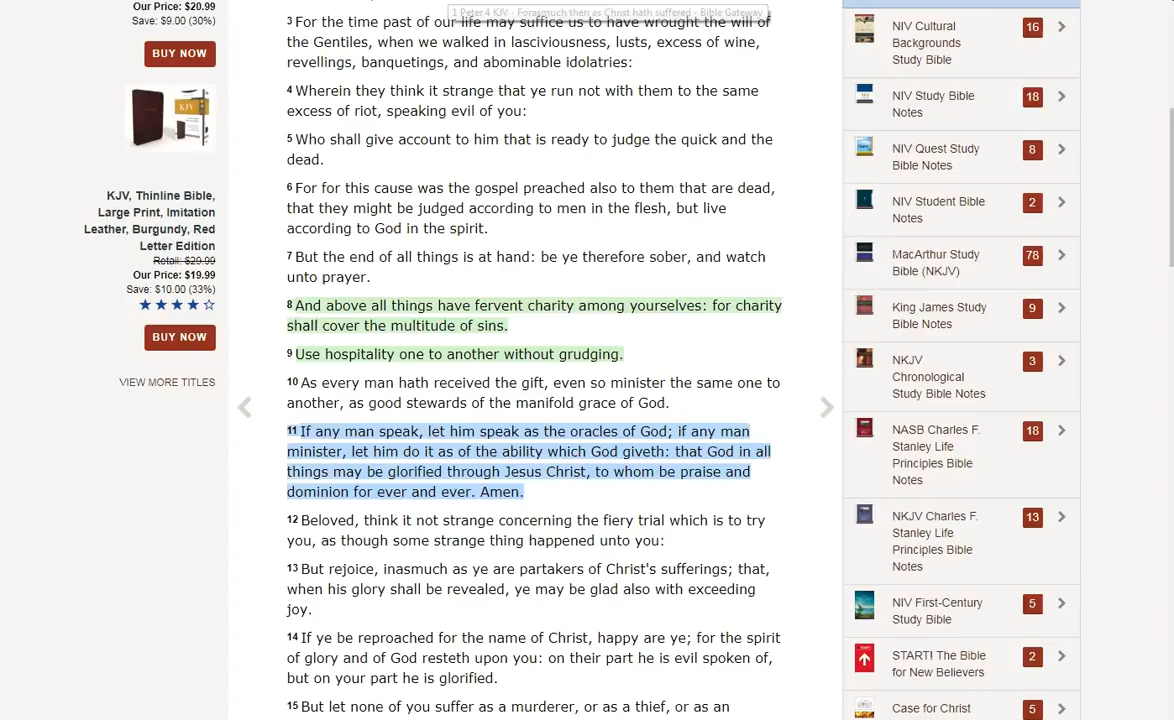 Our Price: $20.99
Save: $9.00 (30%)
BUY NOW
KJV, Thinline Bible,
Large Print, Imitation
Leather, Burgundy, Red
Letter Edition
Retail: $29.99
Our Price: $19.99
Save: $10.00 (33%)
BUY NOW
VIEW MORE TITLES
1 Peter 4 KJV - Forasmuch then as Christ hath suffered - Bible Gateway
3 For the time past of our life may suffice us to have wrought the will of
the Gentiles, when we walked in lasciviousness, lusts, excess of wine,
revellings, banquetings, and abominable idolatries:
4 Wherein they think it strange that ye run not with them to the same
excess of riot, speaking evil of you:
5 Who shall give account to him that is ready to judge the quick and the
dead.
6 For for this cause was the gospel preached also to them that are dead,
that they might be judged according to men in the flesh, but live
according to God in the spirit.
7 But the end of all things is at hand: be ye therefore sober, and watch
unto prayer.
8 And above all things have fervent charity among yourselves: for charity
shall cover the multitude of sins.
9 Use hospitality one to another without grudging.
10 As every man hath received the gift, even so minister the same one to
another, as good stewards of the manifold grace of God.
11 If any man speak, let him speak as the oracles of God; if any man
minister, let him do it as of the ability which God giveth: that God in all
things may be glorified through Jesus Christ, to whom be praise and
dominion for ever and ever. Amen.
12 Beloved, think it not strange concerning the fiery trial which is to try
you, as though some strange thing happened unto you:
13 But rejoice, inasmuch as ye are partakers of Christ's sufferings; that,
when his glory shall be revealed, ye may be glad also with exceeding
joy.
14 If ye be reproached for the name of Christ, happy are ye; for the spirit
of glory and of God resteth upon you: on their part he is evil spoken of,
but on your part he is glorified.
15 But let none of you suffer as a murderer, or as a thief, or as an
NIV Cultural
Backgrounds
Study Bible
16
NIV Study Bible
Notes
18
NIV Quest Study
Bible Notes
8
NIV Student Bible
Notes
2
MacArthur Study
Bible (NKJV)
78
King James Study
Bible Notes
9
NKJV
Chronological
Study Bible Notes
3
NASB Charles F.
Stanley Life
Principles Bible
Notes
18
NKJV Charles F.
Stanley Life
Principles Bible
Notes
13
NIV First-Century
Study Bible
5
START! The Bible
for New Believers
2
Case for Christ
5